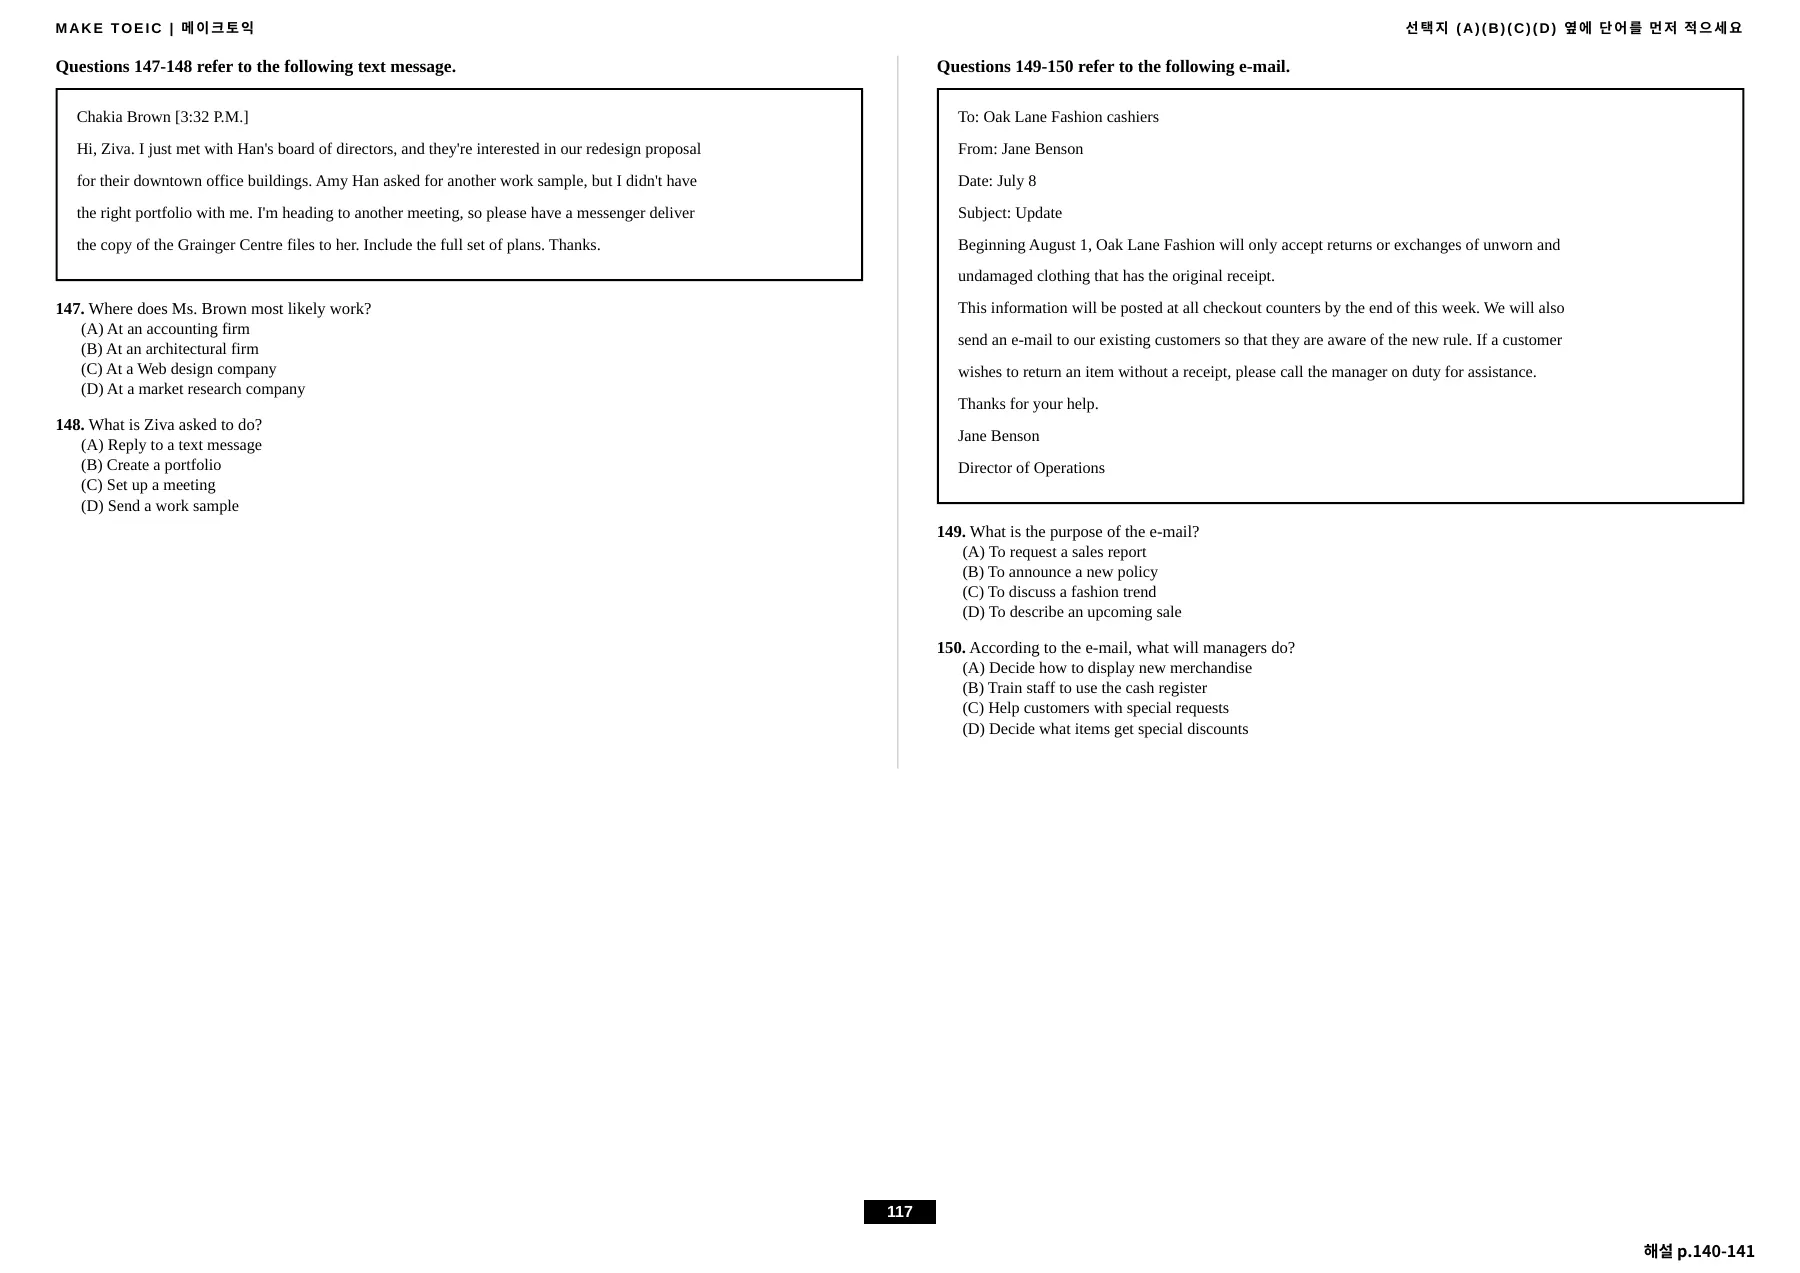 MAKE TOEIC | 메이크토익
선택지 (A)(B)(C)(D) 옆에 단어를 먼저 적으세요
Questions 147-148 refer to the following text message.
Chakia Brown [3:32 P.M.]
Hi, Ziva. I just met with Han's board of directors, and they're interested in our redesign proposal
for their downtown office buildings. Amy Han asked for another work sample, but I didn't have
the right portfolio with me. I'm heading to another meeting, so please have a messenger deliver
the copy of the Grainger Centre files to her. Include the full set of plans. Thanks.
147. Where does Ms. Brown most likely work?
(A) At an accounting firm
(B) At an architectural firm
(C) At a Web design company
(D) At a market research company
148. What is Ziva asked to do?
(A) Reply to a text message
(B) Create a portfolio
(C) Set up a meeting
(D) Send a work sample
Questions 149-150 refer to the following e-mail.
To: Oak Lane Fashion cashiers
From: Jane Benson
Date: July 8
Subject: Update
Beginning August 1, Oak Lane Fashion will only accept returns or exchanges of unworn and
undamaged clothing that has the original receipt.
This information will be posted at all checkout counters by the end of this week. We will also
send an e-mail to our existing customers so that they are aware of the new rule. If a customer
wishes to return an item without a receipt, please call the manager on duty for assistance.
Thanks for your help.
Jane Benson
Director of Operations
149. What is the purpose of the e-mail?
(A) To request a sales report
(B) To announce a new policy
(C) To discuss a fashion trend
(D) To describe an upcoming sale
150. According to the e-mail, what will managers do?
(A) Decide how to display new merchandise
(B) Train staff to use the cash register
(C) Help customers with special requests
(D) Decide what items get special discounts
117
해설 p.140-141